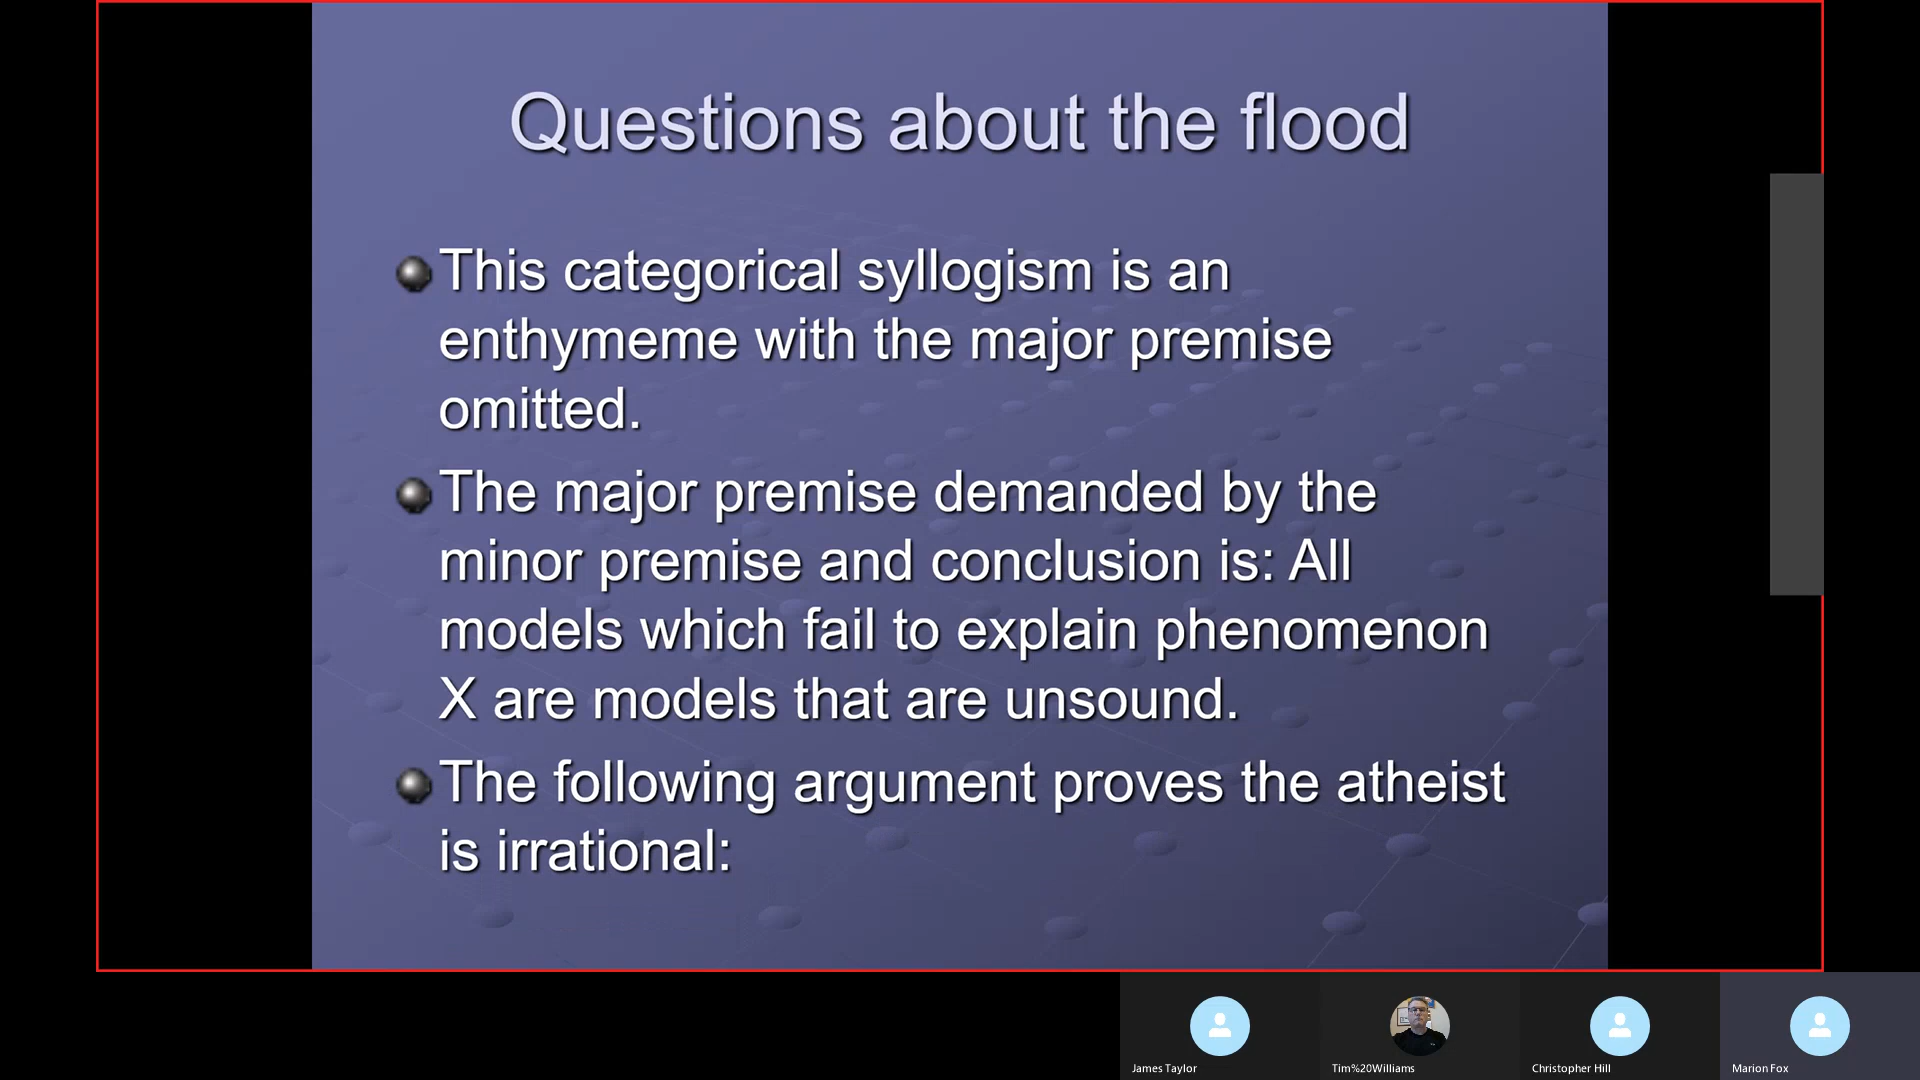 Questions about the flood
This categorical syllogism is an
enthymeme with the major premise
omitted.
The major premise demanded by the
minor premise and conclusion is: All
models which fail to explain phenomenon
X are models that are unsound.
The following argument proves the atheist
is irrational:
James Taylor
Tim%20Williams
Christopher Hill
Marion Fox